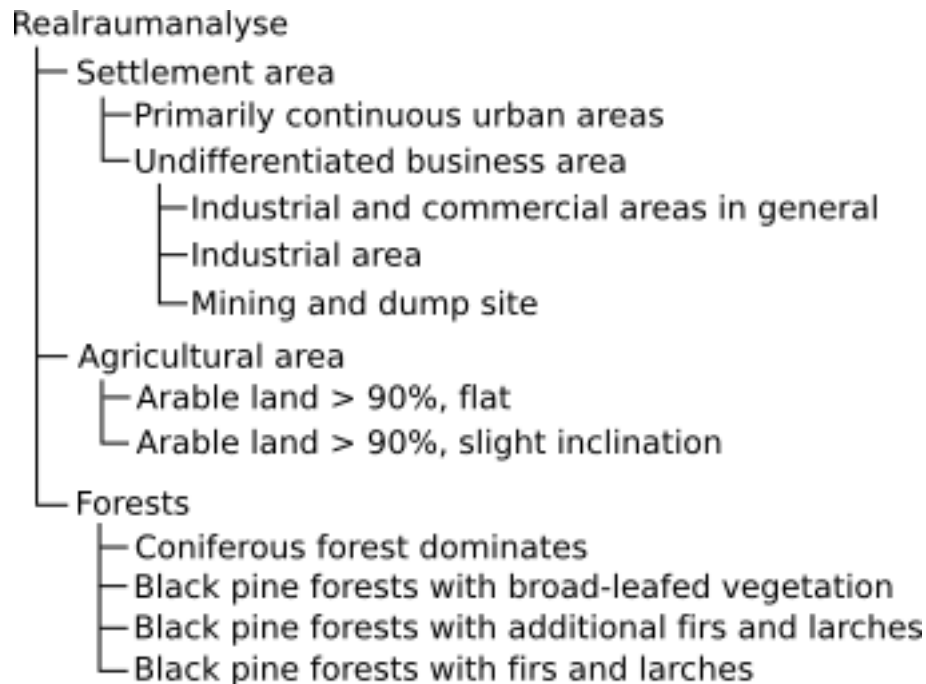 Realraumanalyse
Settlement area
Primarily continuous urban areas
Undifferentiated business area
Industrial and commercial areas in general
Industrial area
Mining and dump site
Agricultural area
Arable land > 90%, flat
Arable land > 90%, slight inclination
Forests
Coniferous forest dominates
Black pine forests with broad-leafed vegetation
Black pine forests with additional firs and larches
Black pine forests with firs and larches